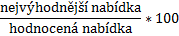 nejvýhodnější nabídka
hodnocená nabídka
* 100